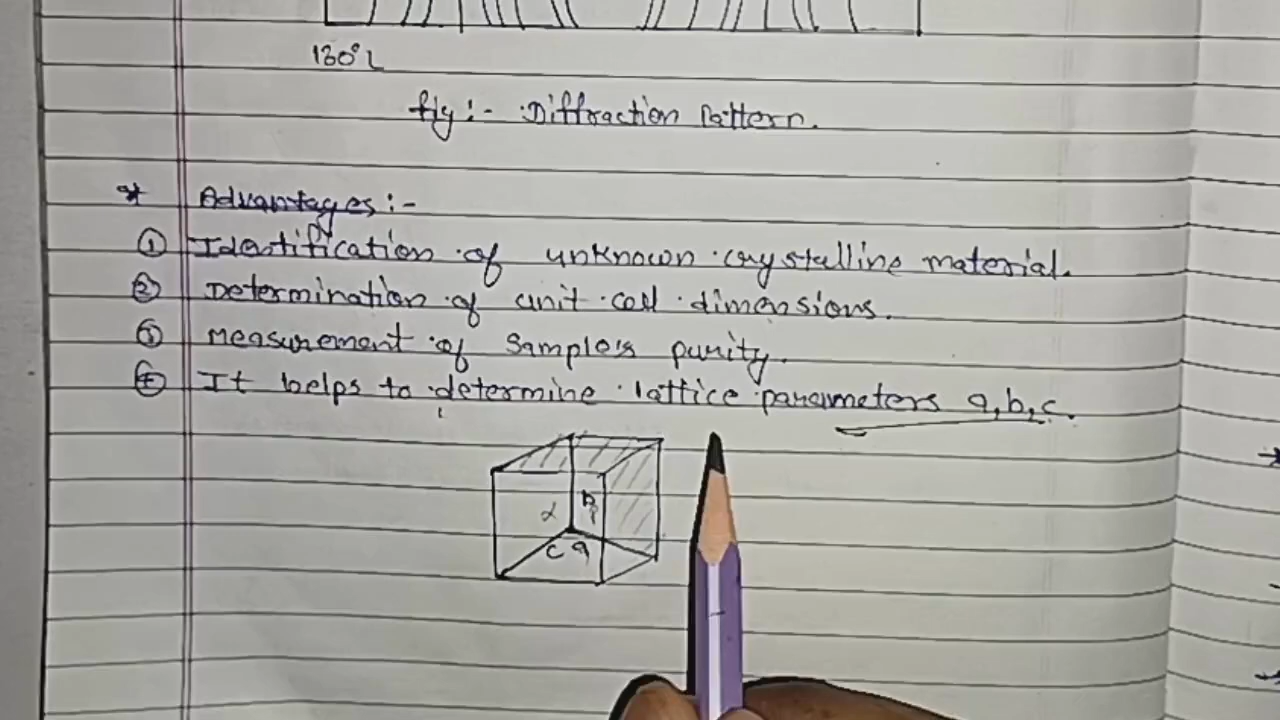 180°
fig:- Diffraction Pattern.
* Advantages:-
① Identification of unknown crystalline material.
② Determination of unit cell dimensions.
③ Measurement of sample's purity.
④ It helps to determine lattice parameters a, b, c.
α b
c a